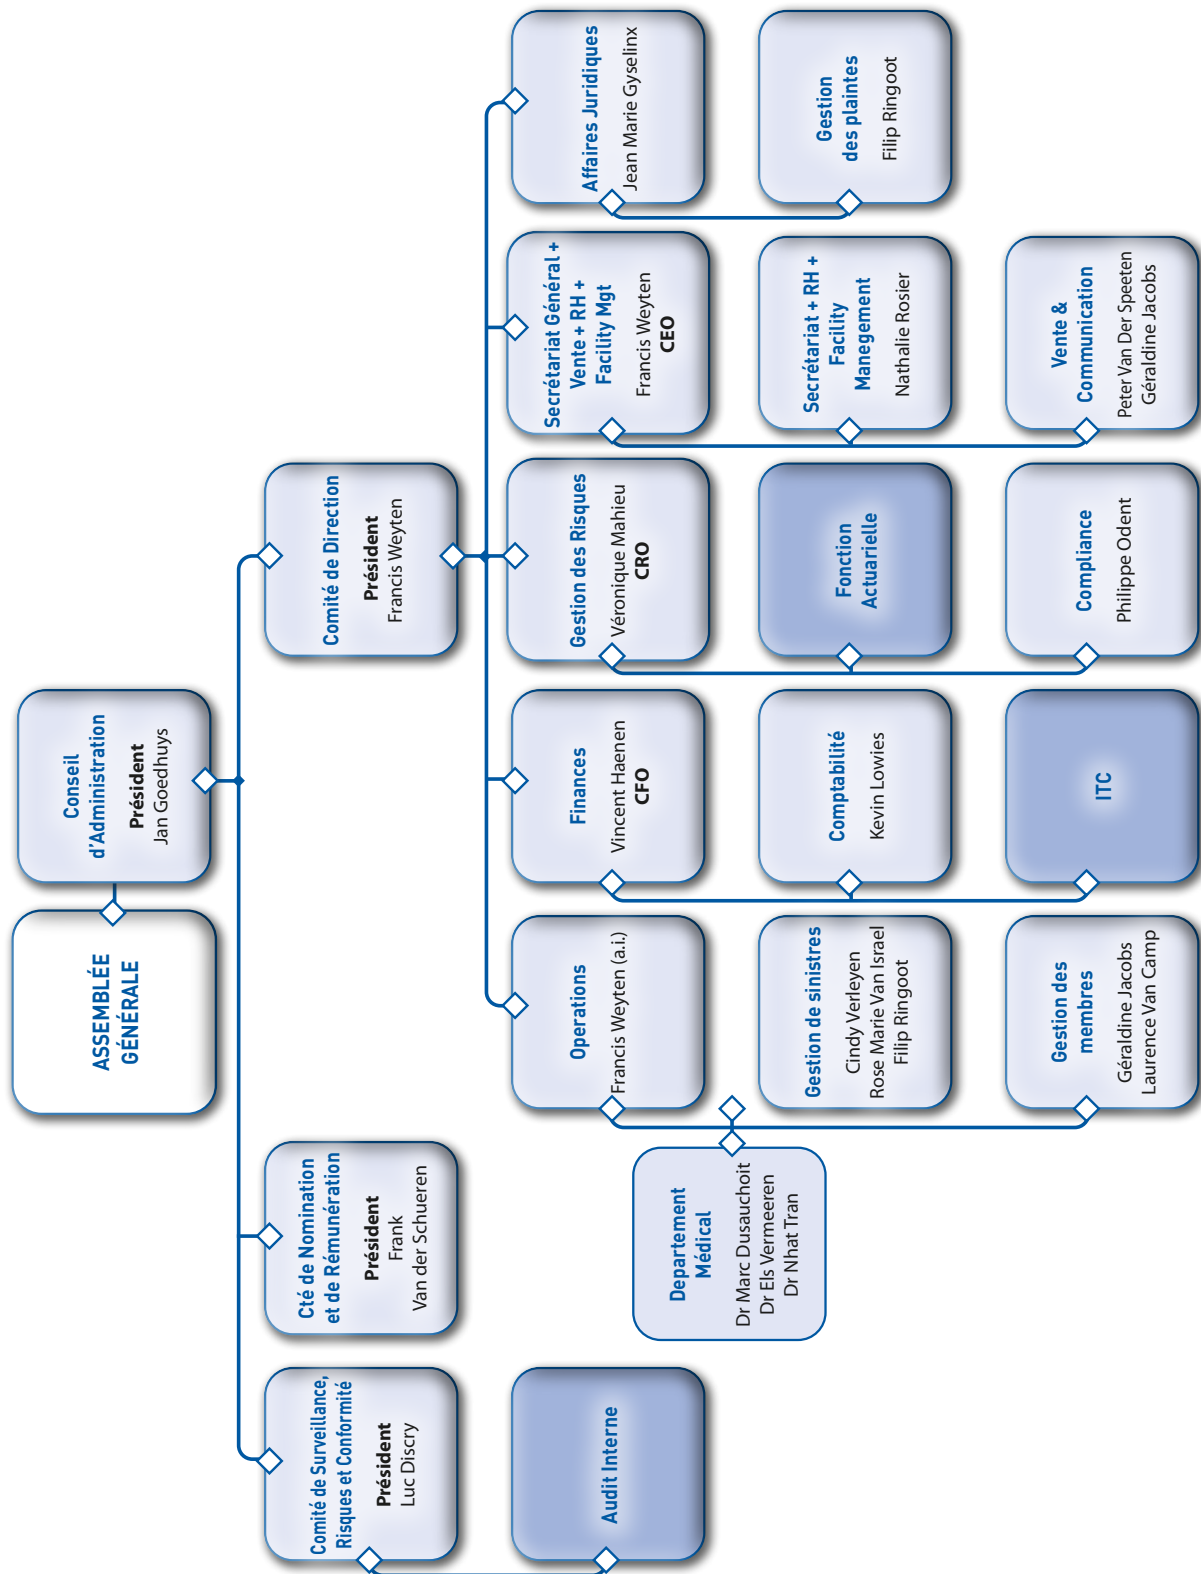 ASSEMBLÉE
GÉNÉRALE
Conseil
d'Administration
Président
Jan Goedhuys
Comité de Surveillance,
Risques et Conformité
Président
Luc Discry
Cté de Nomination
et de Rémunération
Président
Frank
Van der Schueren
Comité de Direction
Président
Francis Weyten
Audit Interne
Departement
Médical
Dr Marc Dusauchoit
Dr Els Vermeeren
Dr Nhat Tran
Operations
Francis Weyten (a.i.)
Finances
Vincent Haenen
CFO
Gestion des Risques
Véronique Mahieu
CRO
Secrétariat Général +
Vente + RH +
Facility Mgt
Francis Weyten
CEO
Affaires Juridiques
Jean Marie Gyselinx
Gestion de sinistres
Cindy Verleyen
Rose Marie Van Israel
Filip Ringoot
Comptabilité
Kevin Lowies
Fonction
Actuarielle
Secrétariat + RH +
Facility
Manegement
Nathalie Rosier
Gestion
des plaintes
Filip Ringoot
Gestion des
membres
Géraldine Jacobs
Laurence Van Camp
ITC
Compliance
Philippe Odent
Vente &
Communication
Peter Van Der Speeten
Géraldine Jacobs